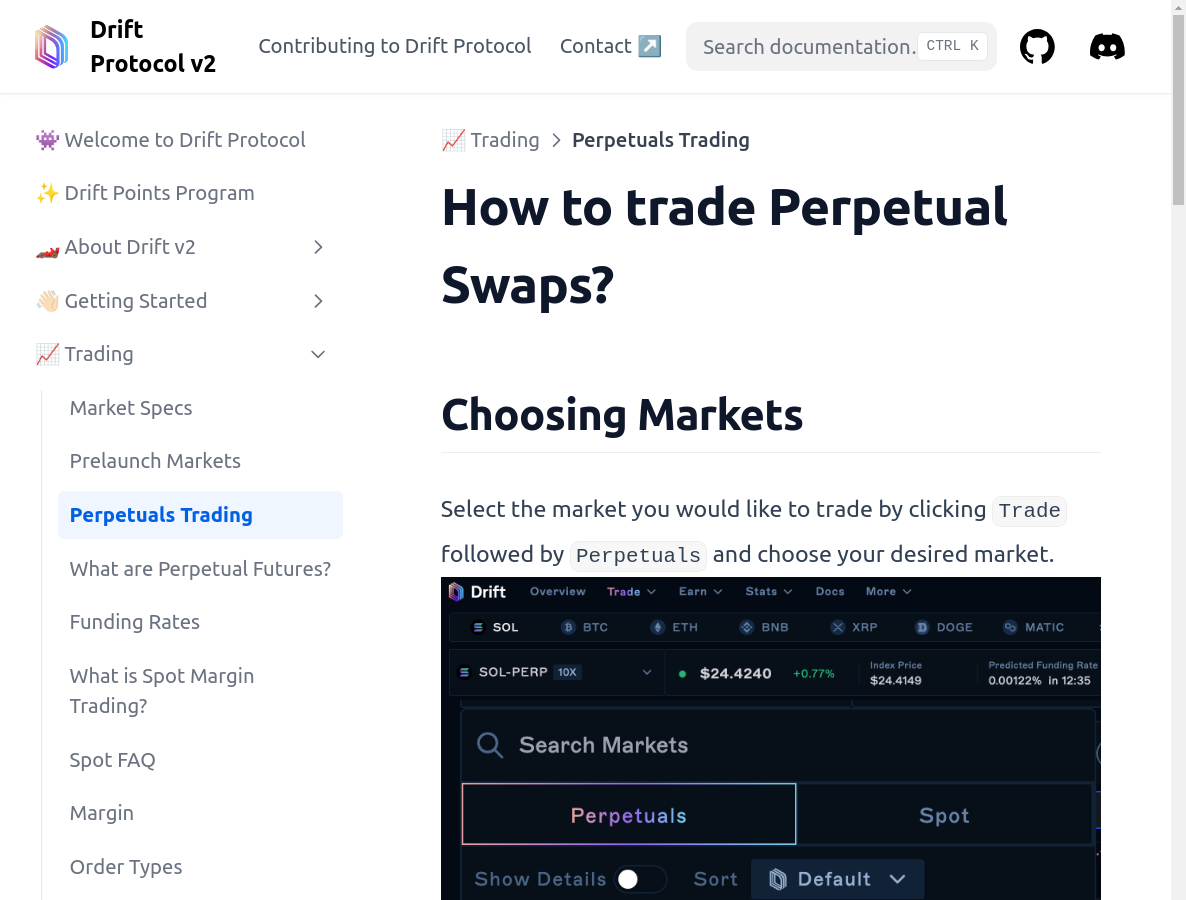 Drift
Protocol v2
Contributing to Drift Protocol
Contact ↗️
Search documentation.
CTRL K
👾 Welcome to Drift Protocol
✨ Drift Points Program
🏎️ About Drift v2
👋🏻 Getting Started
📈 Trading
Market Specs
Prelaunch Markets
Perpetuals Trading
What are Perpetual Futures?
Funding Rates
What is Spot Margin
Trading?
Spot FAQ
Margin
Order Types
📈 Trading > Perpetuals Trading
How to trade Perpetual
Swaps?
Choosing Markets
Select the market you would like to trade by clicking Trade
followed by Perpetuals and choose your desired market.
Drift Overview Trade Earn Stats Docs More
SOL BTC ETH BNB XRP DOGE MATIC
SOL-PERP 10X $24.4240 +0.77%
Index Price
$24.4149
Predicted Funding Rate
0.00122% in 12:35
Search Markets
Perpetuals Spot
Show Details Sort Default